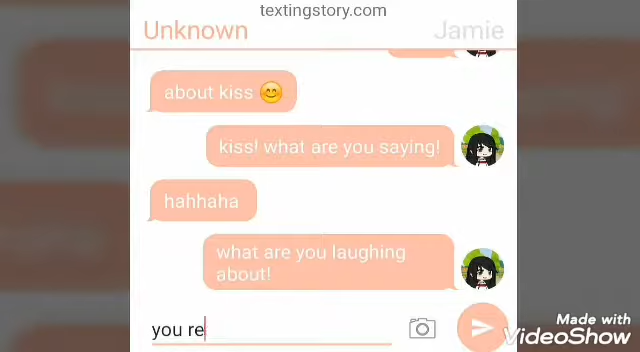 textingstory.com
Unknown
Jamie
about kiss 😊
kiss! what are you saying!
hahhaha
what are you laughing
about!
you re
Made with
VideoShow